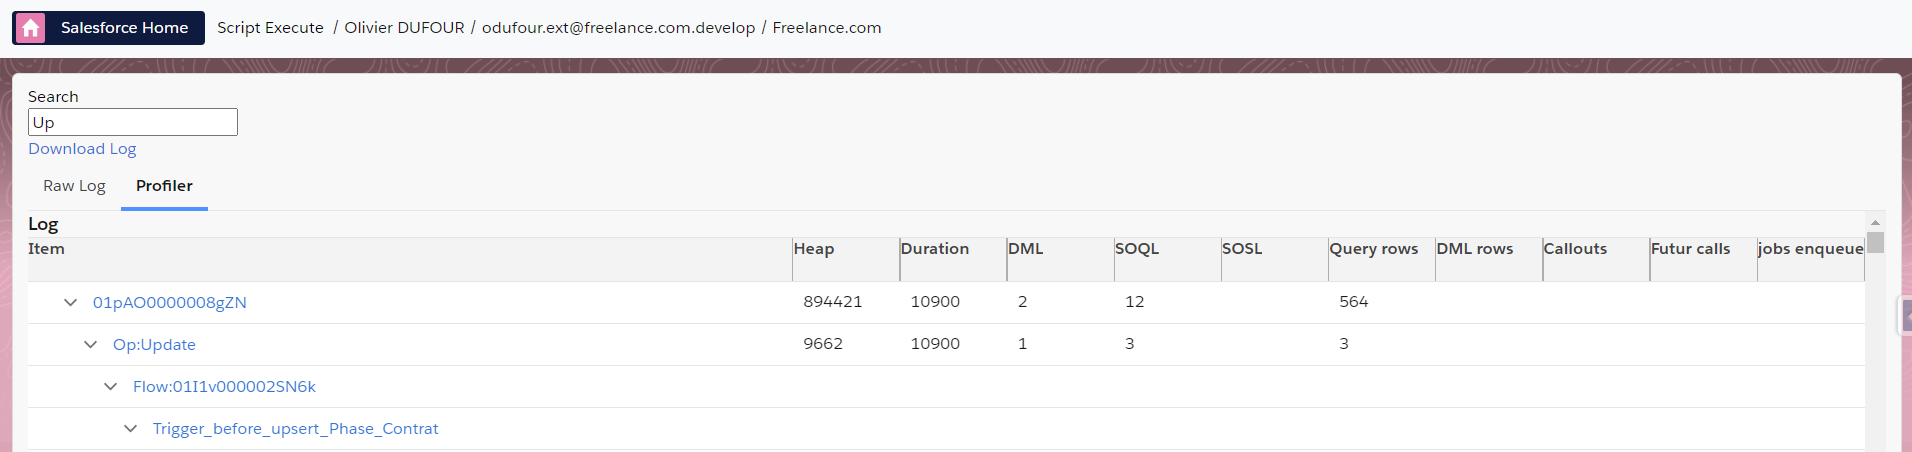 Salesforce Home Script Execute / Olivier DUFOUR / odufour.ext@freelance.com.develop / Freelance.com
Search
Up
Download Log
Raw Log Profiler
Log
Item Heap Duration DML SOQL SOSL Query rows DML rows Callouts Futur calls jobs enqueue
01pAO0000008gZN 894421 10900 2 12 564
Op:Update 9662 10900 1 3 3
Flow:01I1v000002SN6k
Trigger_before_upsert_Phase_Contrat